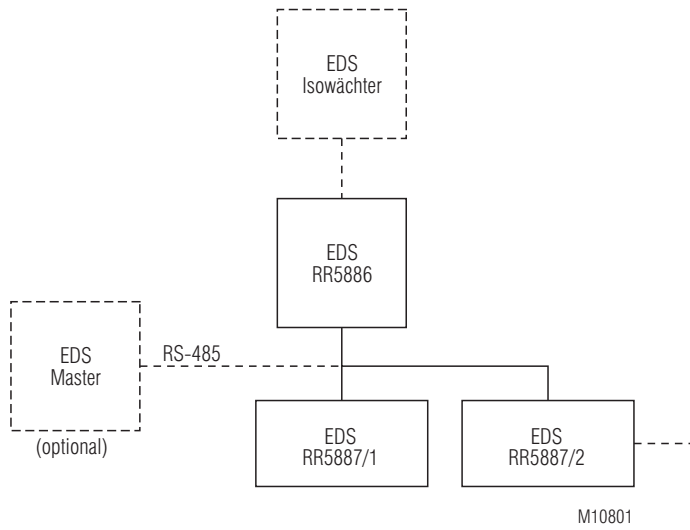 EDS
Isowächter
EDS
RR5886
EDS
Master
(optional)
RS-485
EDS
RR5887/1
EDS
RR5887/2
M10801